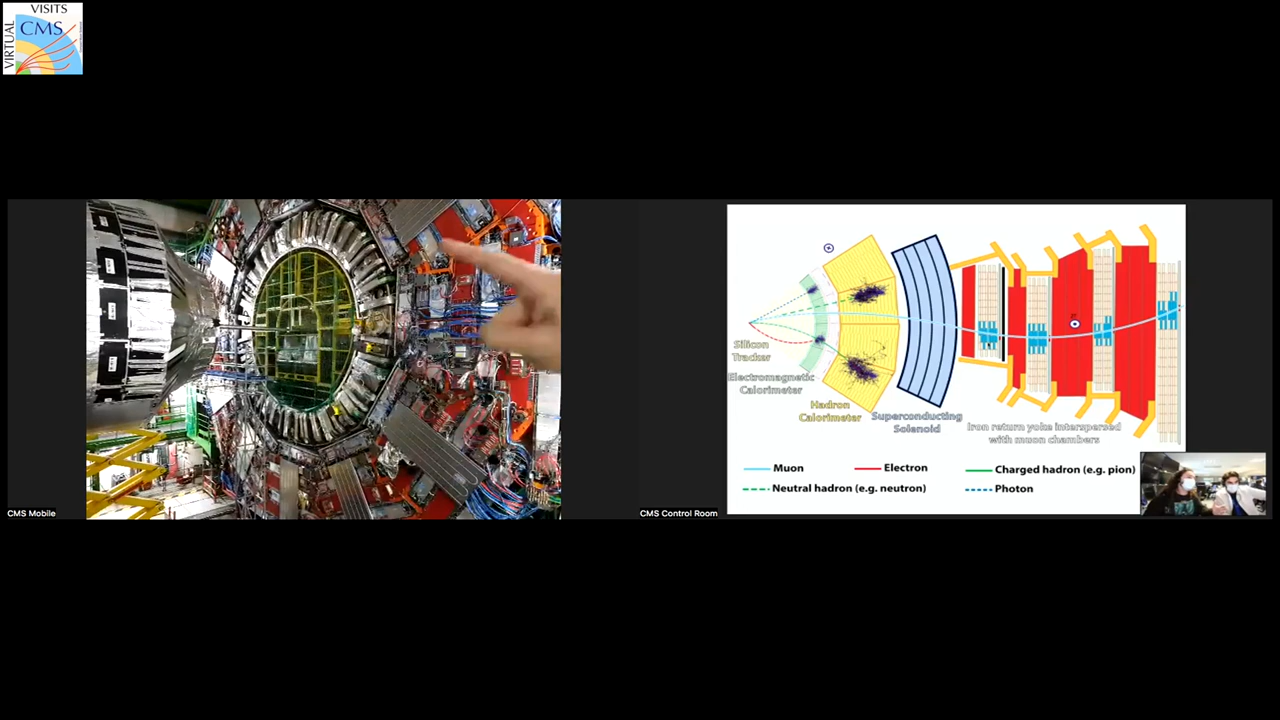 VISITS
CMS
VIRTUAL
Silicon
Tracker
Electromagnetic
Calorimeter
Hadron
Calorimeter
Superconducting
Solenoid
Iron return yoke interspersed
with muon chambers
Muon
Electron
Charged hadron (e.g. pion)
Neutral hadron (e.g. neutron)
Photon
CMS Mobile
CMS Control Room